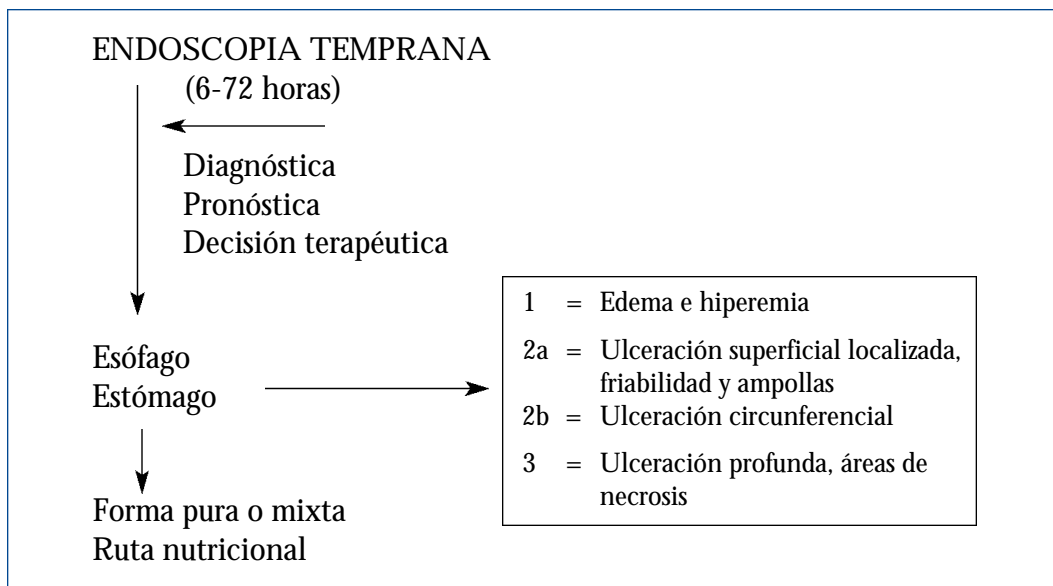 ENDOSCOPIA TEMPRANA
(6-72 horas)
Diagnóstica
Pronóstica
Decisión terapéutica
Esófago
Estómago
1 = Edema e hiperemia
2a = Ulceración superficial localizada,
friabilidad y ampollas
2b = Ulceración circunferencial
3 = Ulceración profunda, áreas de
necrosis
Forma pura o mixta
Ruta nutricional